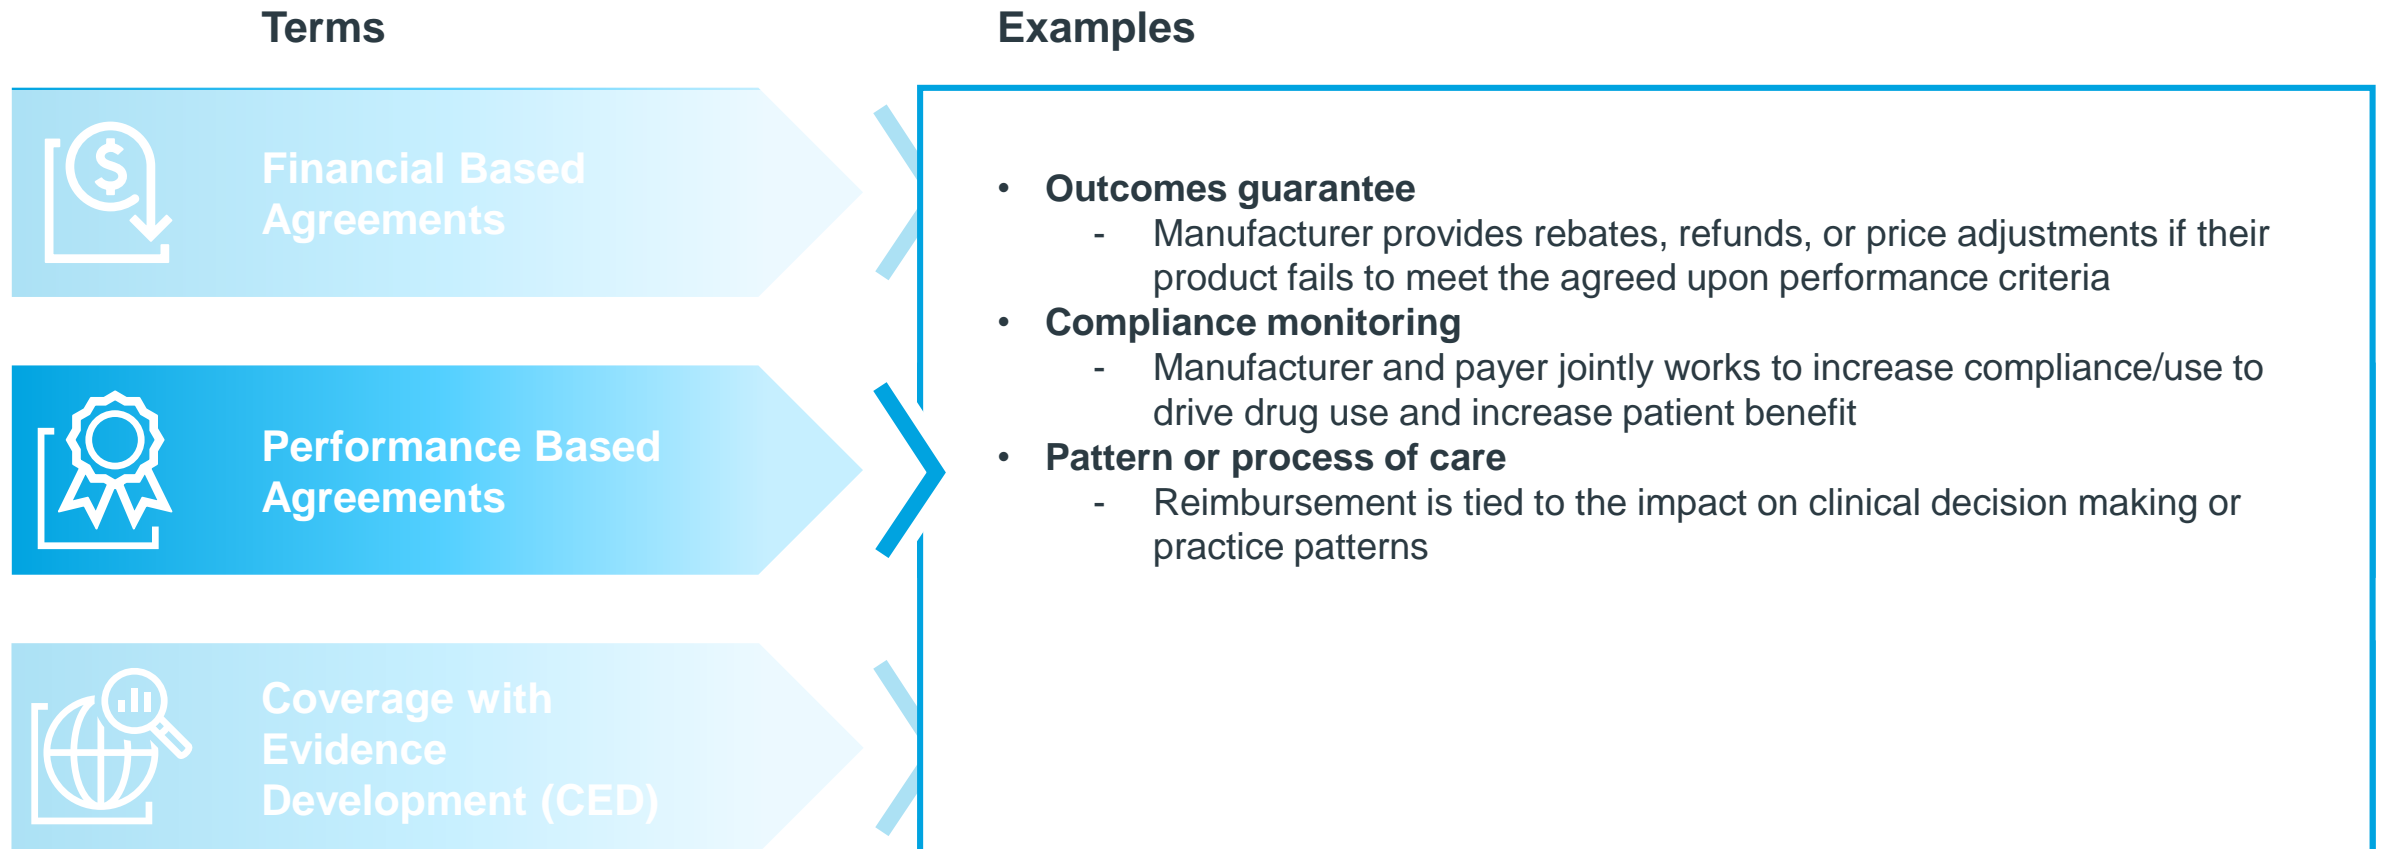 Terms
Examples
Financial Based
Agreements
Performance Based
Agreements
Coverage with
Evidence
Development (CED)
• Outcomes guarantee
- Manufacturer provides rebates, refunds, or price adjustments if their
product fails to meet the agreed upon performance criteria
• Compliance monitoring
- Manufacturer and payer jointly works to increase compliance/use to
drive drug use and increase patient benefit
• Pattern or process of care
- Reimbursement is tied to the impact on clinical decision making or
practice patterns